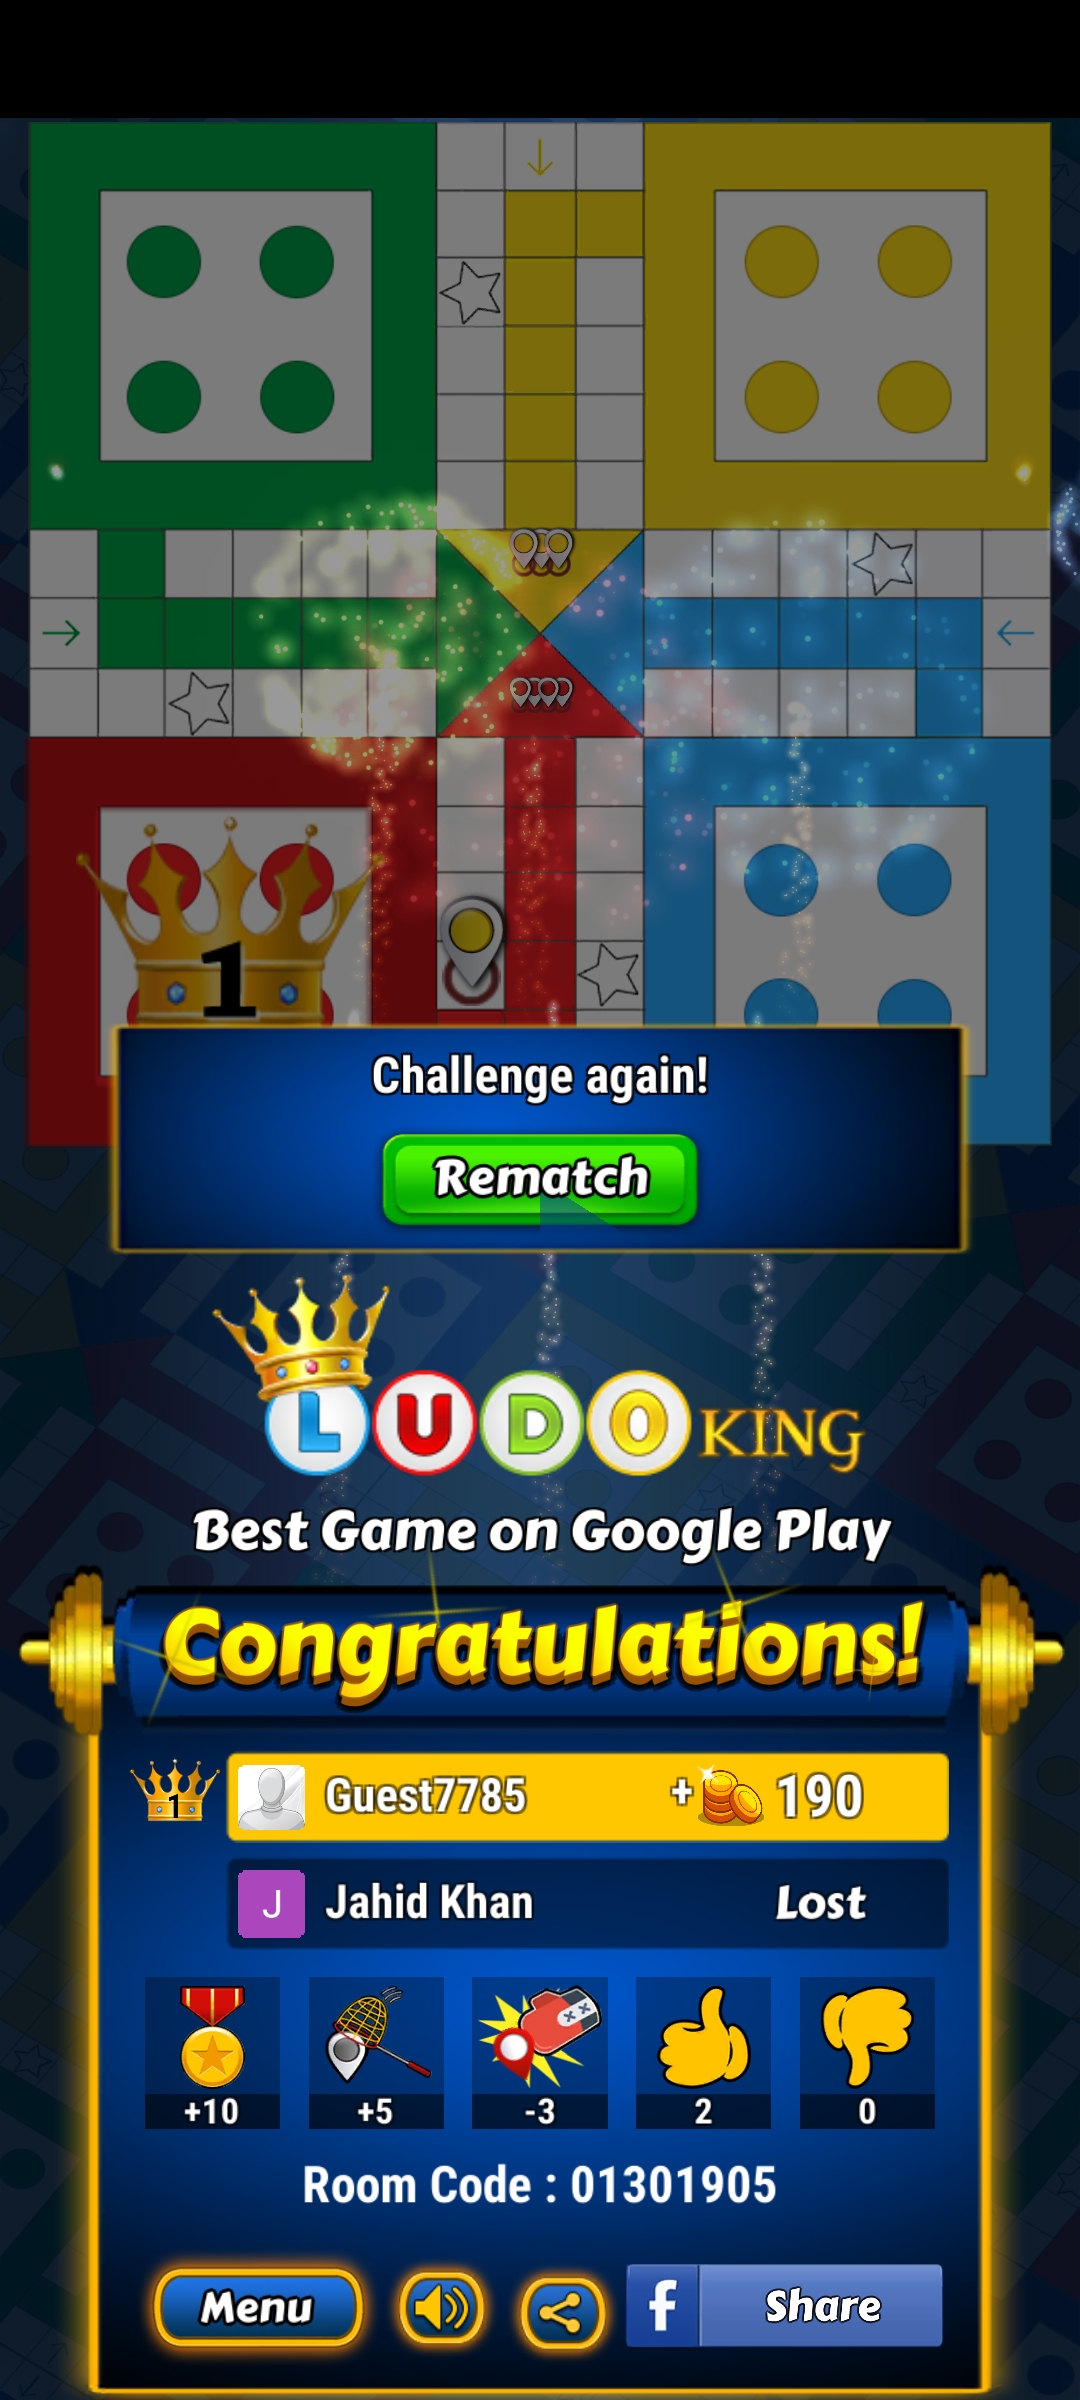 1
Challenge again!
Rematch
LUDO KING
Best Game on Google Play
Congratulations!
1 Guest7785 + 190
J Jahid Khan Lost
+10 +5 -3 2 0
Room Code : 01301905
Menu f Share